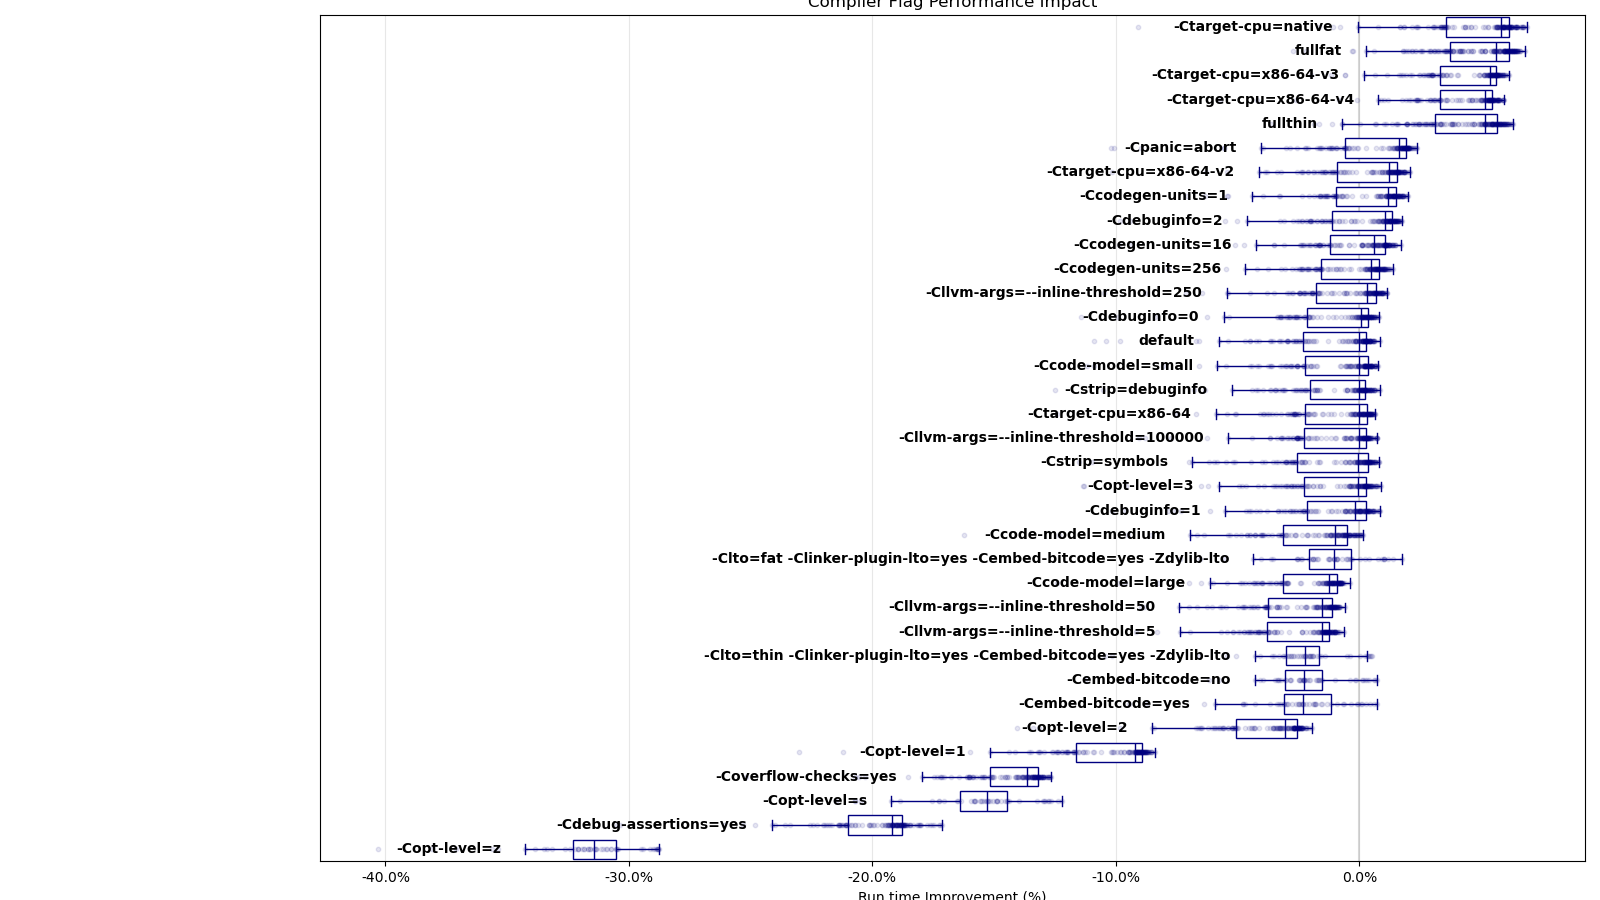 Compiler Flag Performance Impact
-Ctarget-cpu=native
fullfat
-Ctarget-cpu=x86-64-v3
-Ctarget-cpu=x86-64-v4
fullthin
-Cpanic=abort
-Ctarget-cpu=x86-64-v2
-Ccodegen-units=1
-Cdebuginfo=2
-Ccodegen-units=16
-Ccodegen-units=256
-Cllvm-args=--inline-threshold=250
-Cdebuginfo=0
default
-Ccode-model=small
-Cstrip=debuginfo
-Ctarget-cpu=x86-64
-Cllvm-args=--inline-threshold=100000
-Cstrip=symbols
-Copt-level=3
-Cdebuginfo=1
-Ccode-model=medium
-Clto=fat -Clinker-plugin-lto=yes -Cembed-bitcode=yes -Zdylib-lto
-Ccode-model=large
-Cllvm-args=--inline-threshold=50
-Cllvm-args=--inline-threshold=5
-Clto=thin -Clinker-plugin-lto=yes -Cembed-bitcode=yes -Zdylib-lto
-Cembed-bitcode=no
-Cembed-bitcode=yes
-Copt-level=2
-Copt-level=1
-Coverflow-checks=yes
-Copt-level=s
-Cdebug-assertions=yes
-Copt-level=z
-40.0% -30.0% -20.0% -10.0% 0.0%
Run time Improvement (%)